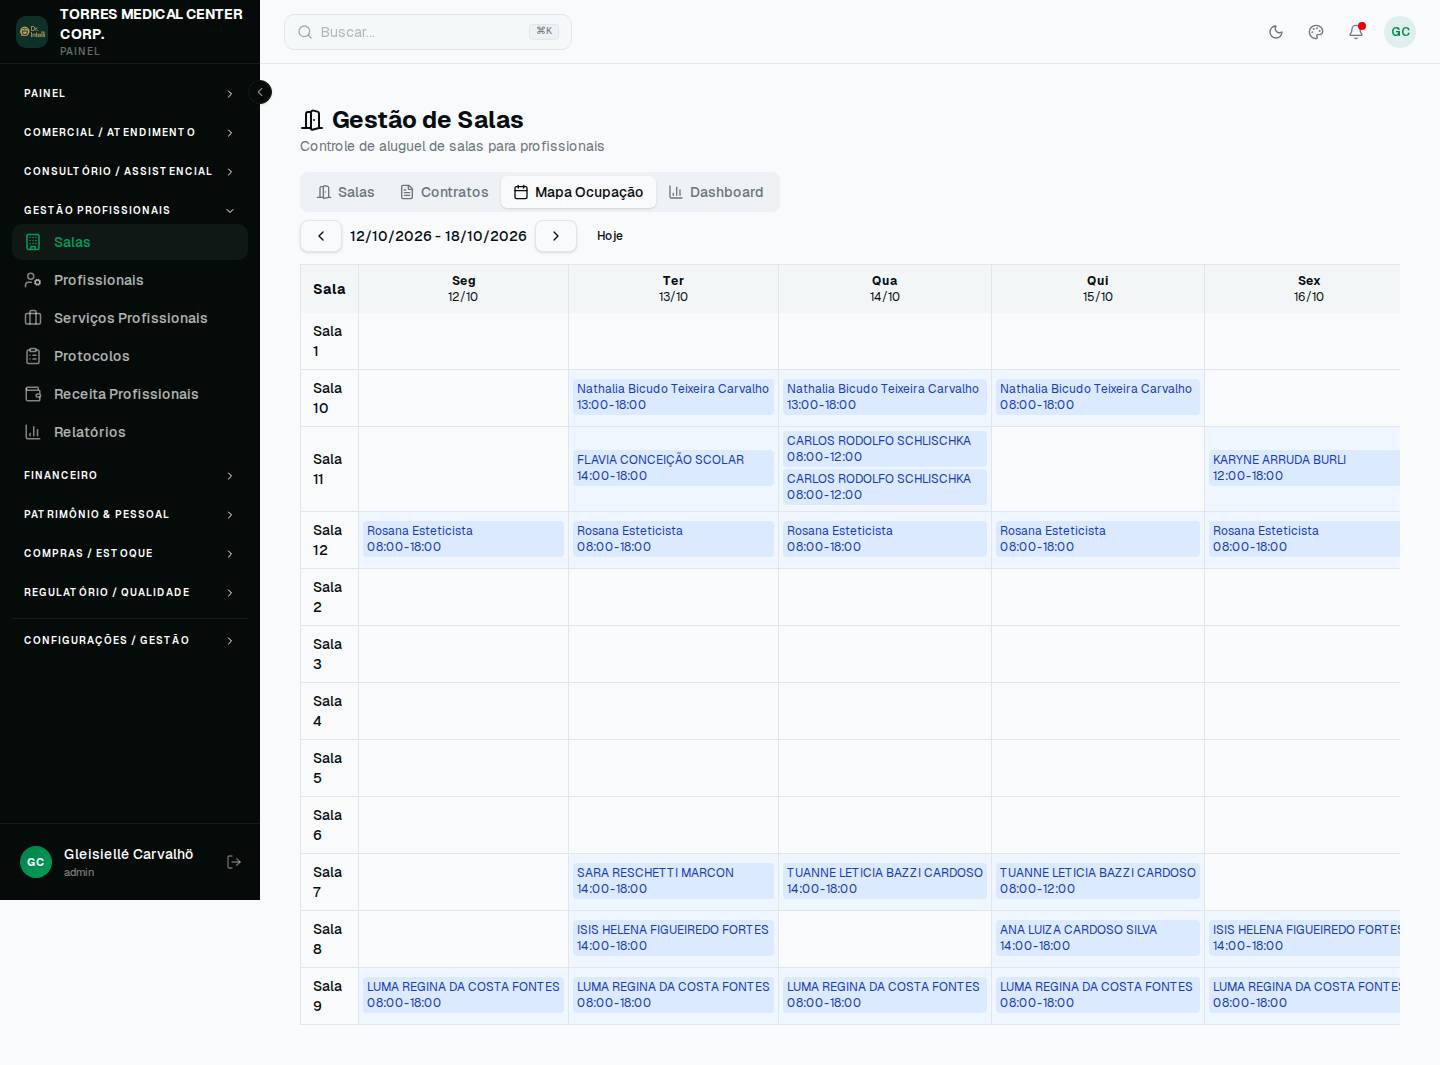 TORRES MEDICAL CENTER
CORP.
PAINEL
Buscar...
⌘K
GC
PAINEL
COMERCIAL / ATENDIMENTO
CONSULTÓRIO / ASSISTENCIAL
GESTÃO PROFISSIONAIS
Salas
Profissionais
Serviços Profissionais
Protocolos
Receita Profissionais
Relatórios
FINANCEIRO
PATRIMÔNIO & PESSOAL
COMPRAS / ESTOQUE
REGULATÓRIO / QUALIDADE
CONFIGURAÇÕES / GESTÃO
GC
Gleisiellé Carvalhö
admin
Gestão de Salas
Controle de aluguel de salas para profissionais
Salas Contratos Mapa Ocupação Dashboard
12/10/2026 - 18/10/2026 Hoje
Sala Seg Ter Qua Qui Sex
12/10 13/10 14/10 15/10 16/10
Sala
1
Sala
10
Nathalia Bicudo Teixeira Carvalho Nathalia Bicudo Teixeira Carvalho Nathalia Bicudo Teixeira Carvalho
13:00-18:00 13:00-18:00 08:00-18:00
Sala
11
FLAVIA CONCEIÇÃO SCOLAR
14:00-18:00
CARLOS RODOLFO SCHLISCHKA
08:00-12:00
CARLOS RODOLFO SCHLISCHKA
08:00-12:00
KARYNE ARRUDA BURLI
12:00-18:00
Sala
12
Rosana Esteticista Rosana Esteticista Rosana Esteticista Rosana Esteticista Rosana Esteticista
08:00-18:00 08:00-18:00 08:00-18:00 08:00-18:00 08:00-18:00
Sala
2
Sala
3
Sala
4
Sala
5
Sala
6
Sala
7
SARA RESCHETTI MARCON TUANNE LETICIA BAZZI CARDOSO TUANNE LETICIA BAZZI CARDOSO
14:00-18:00 14:00-18:00 08:00-12:00
Sala
8
ISIS HELENA FIGUEIREDO FORTES ANA LUIZA CARDOSO SILVA ISIS HELENA FIGUEIREDO FORTES
14:00-18:00 14:00-18:00 14:00-18:00
Sala
9
LUMA REGINA DA COSTA FONTES LUMA REGINA DA COSTA FONTES LUMA REGINA DA COSTA FONTES LUMA REGINA DA COSTA FONTES LUMA REGINA DA COSTA FONTES
08:00-18:00 08:00-18:00 08:00-18:00 08:00-18:00 08:00-18:00